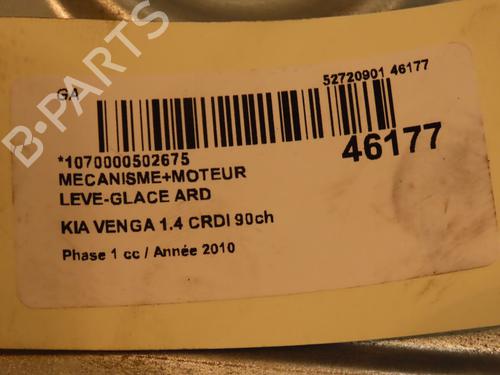 GA
52720901 46177
*1070000502675
46177
MECANISME+MOTEUR
LEVE-GLACE ARD
KIA VENGA 1.4 CRDI 90ch
Phase 1 cc / Année 2010
B-PARTS